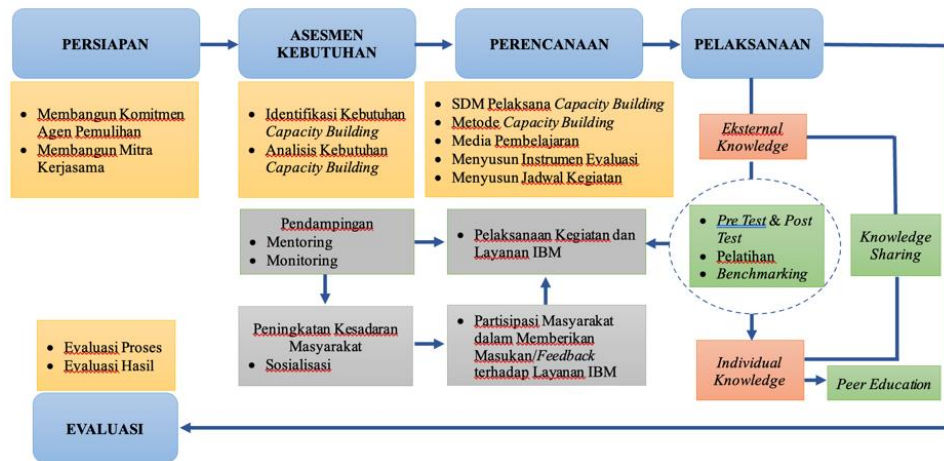 PERSIAPAN
ASESMEN
KEBUTUHAN
PERENCANAAN
PELAKSANAAN
• Membangun Komitmen
Agen Pemulihan
• Membangun Mitra
Kerjasama
• Identifikasi Kebutuhan
Capacity Building
• Analisis Kebutuhan
Capacity Building
• SDM Pelaksana Capacity Building
• Metode Capacity Building
• Media Pembelajaran
• Menyusun Instrumen Evaluasi
• Menyusun Jadwal Kegiatan
Eksternal
Knowledge
Pendampingan
• Mentoring
• Monitoring
• Pelaksanaan Kegiatan dan
Layanan IBM
• Pre Test & Post
Test
• Pelatihan
• Benchmarking
Knowledge
Sharing
Peningkatan Kesadaran
Masyarakat
• Sosialisasi
• Partisipasi Masyarakat
dalam Memberikan
Masukan/Feedback
terhadap Layanan IBM
Individual
Knowledge
Peer Education
• Evaluasi Proses
• Evaluasi Hasil
EVALUASI